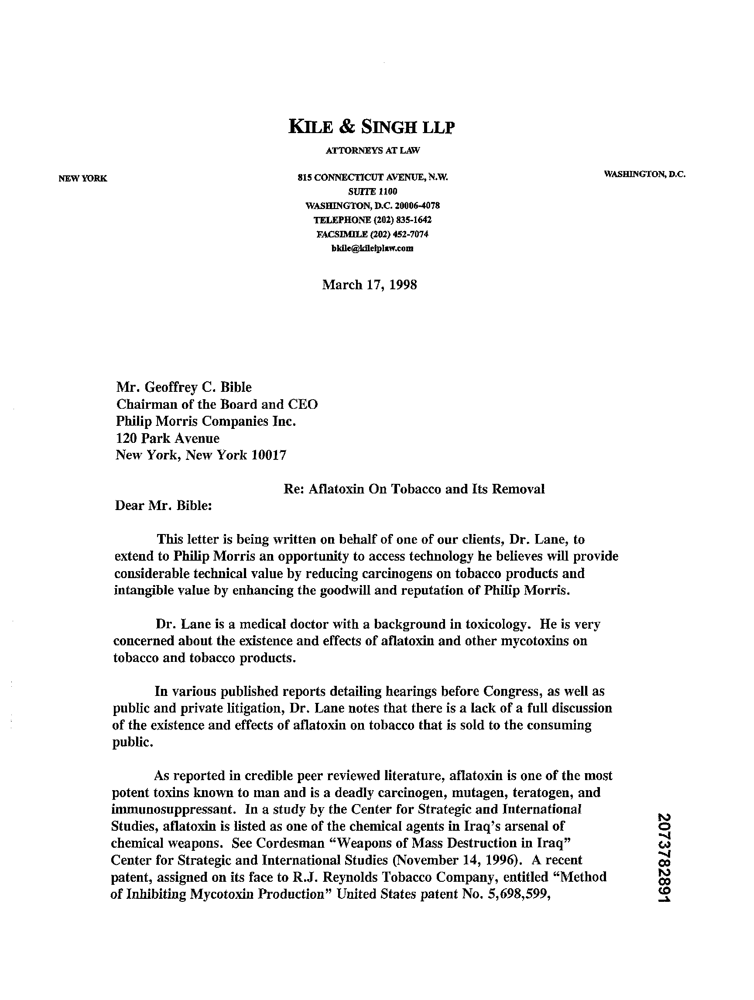 KILE & SINGH LLP
ATTORNEYS AT LAW
NEW YORK
815 CONNECTICUT AVENUE, N.W.
WASHINGTON, D.C.
SUITE 1100
WASHINGTON, D.C. 20006-4078
TELEPHONE (202) 835-1642
FACSIMILE (202) 452-7074
bkile@kileiplaw.com
March 17, 1998
Mr. Geoffrey C. Bible
Chairman of the Board and CEO
Philip Morris Companies Inc.
120 Park Avenue
New York, New York 10017
Re: Aflatoxin On Tobacco and Its Removal
Dear Mr. Bible:
This letter is being written on behalf of one of our clients, Dr. Lane, to
extend to Philip Morris an opportunity to access technology he believes will provide
considerable technical value by reducing carcinogens on tobacco products and
intangible value by enhancing the goodwill and reputation of Philip Morris.
Dr. Lane is a medical doctor with a background in toxicology. He is very
concerned about the existence and effects of aflatoxin and other mycotoxins on
tobacco and tobacco products.
In various published reports detailing hearings before Congress, as well as
public and private litigation, Dr. Lane notes that there is a lack of a full discussion
of the existence and effects of aflatoxin on tobacco that is sold to the consuming
public.
As reported in credible peer reviewed literature, aflatoxin is one of the most
potent toxins known to man and is a deadly carcinogen, mutagen, teratogen, and
immunosuppressant. In a study by the Center for Strategic and International
Studies, aflatoxin is listed as one of the chemical agents in Iraq's arsenal of
chemical weapons. See Cordesman “Weapons of Mass Destruction in Iraq”
Center for Strategic and International Studies (November 14, 1996). A recent
patent, assigned on its face to R.J. Reynolds Tobacco Company, entitled “Method
of Inhibiting Mycotoxin Production” United States patent No. 5,698,599,
2073782891